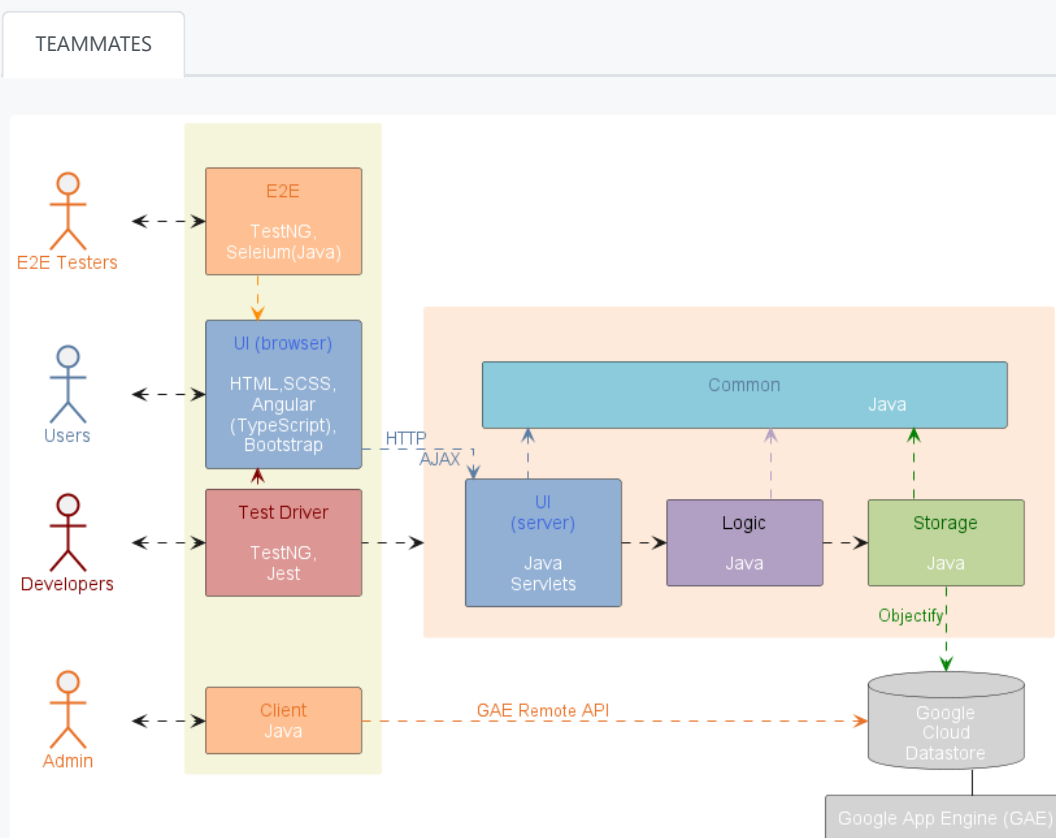 TEAMMATES
E2E
TestNG,
Seleium(Java)
E2E Testers
UI (browser)
HTML,SCSS,
Angular
(TypeScript),
Bootstrap
Users
HTTP
AJAX
Common
Java
Test Driver
TestNG,
Jest
Developers
UI
(server)
Java
Servlets
Logic
Java
Storage
Java
Objectify
Client
Java
Admin
GAE Remote API
Google
Cloud
Datastore
Google App Engine (GAE)